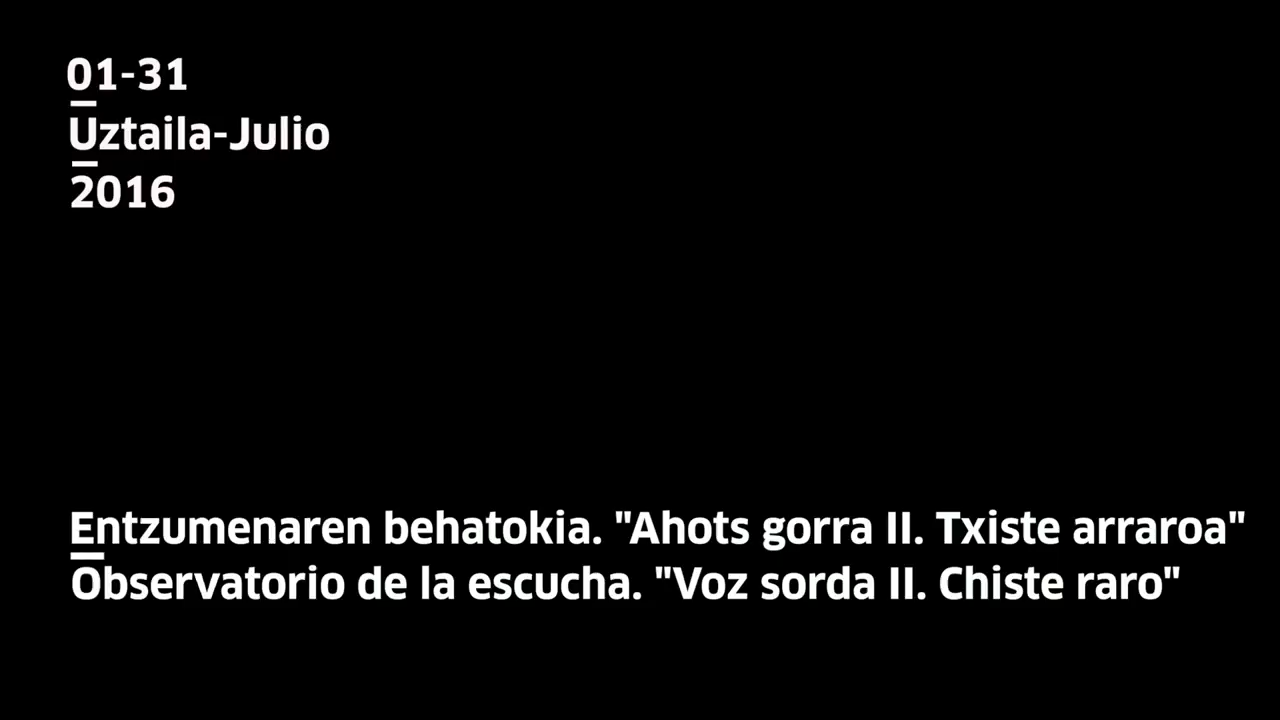 01-31
Uztaila-Julio
2016
Entzumenaren behatokia. "Ahots gorra II. Txiste arraroa"
Observatorio de la escucha. "Voz sorda II. Chiste raro"